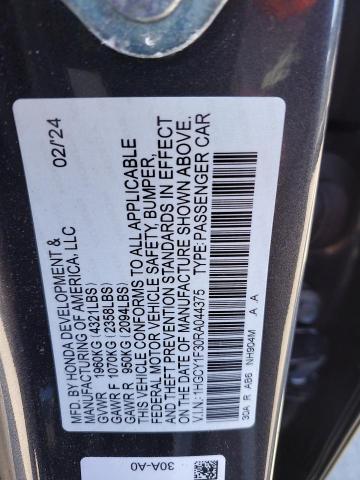 MFD. BY HONDA DEVELOPMENT & 02/'24
MFG. OF AMERICA, LLC
GVWR 1960KG (4321LBS)
GAWR F 1070KG (2358LBS)
GAWR R 950KG (2094LBS)
THIS VEHICLE CONFORMS TO ALL APPLICABLE
FEDERAL MOTOR VEHICLE SAFETY, BUMPER,
AND THEFT PREVENTION STANDARDS IN EFFECT
ON THE DATE OF MANUFACTURE SHOWN ABOVE.
V.I.N.: 1HGCY1F30RA044375 TYPE: PASSENGER CAR
30A R AB6 NH904M A A
30A-A0